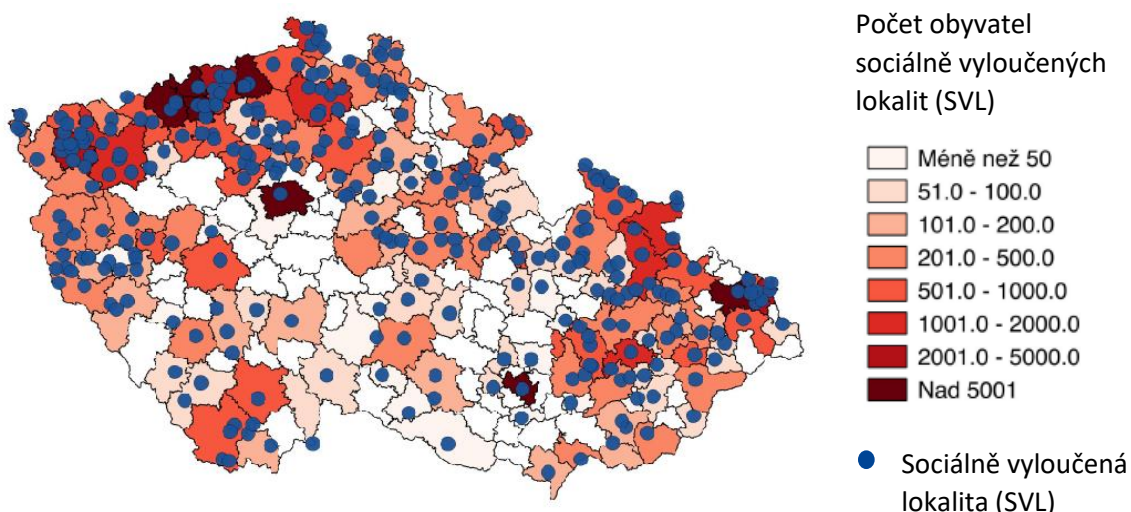 Počet obyvatel
sociálně vyloučených
lokalit (SVL)
Méně než 50
51.0 - 100.0
101.0 - 200.0
201.0 - 500.0
501.0 - 1000.0
1001.0 - 2000.0
2001.0 - 5000.0
Nad 5001
Sociálně vyloučená
lokalita (SVL)